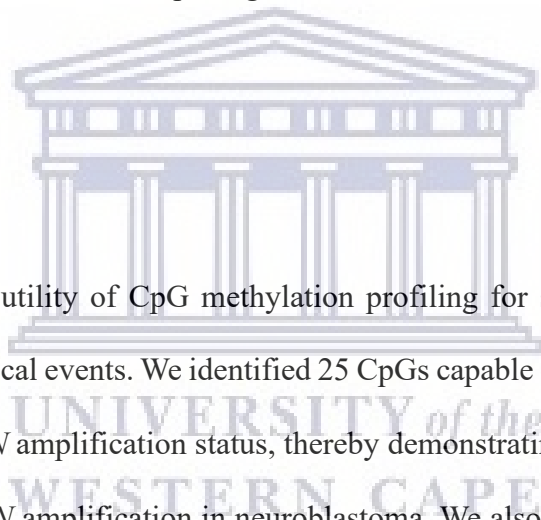 utility of CpG methylation profiling for
cal events. We identified 25 CpGs capable
UNIVERSITY of the
amplification status, thereby demonstratin
WESTERN CAPE
amplification in neuroblastoma. We also